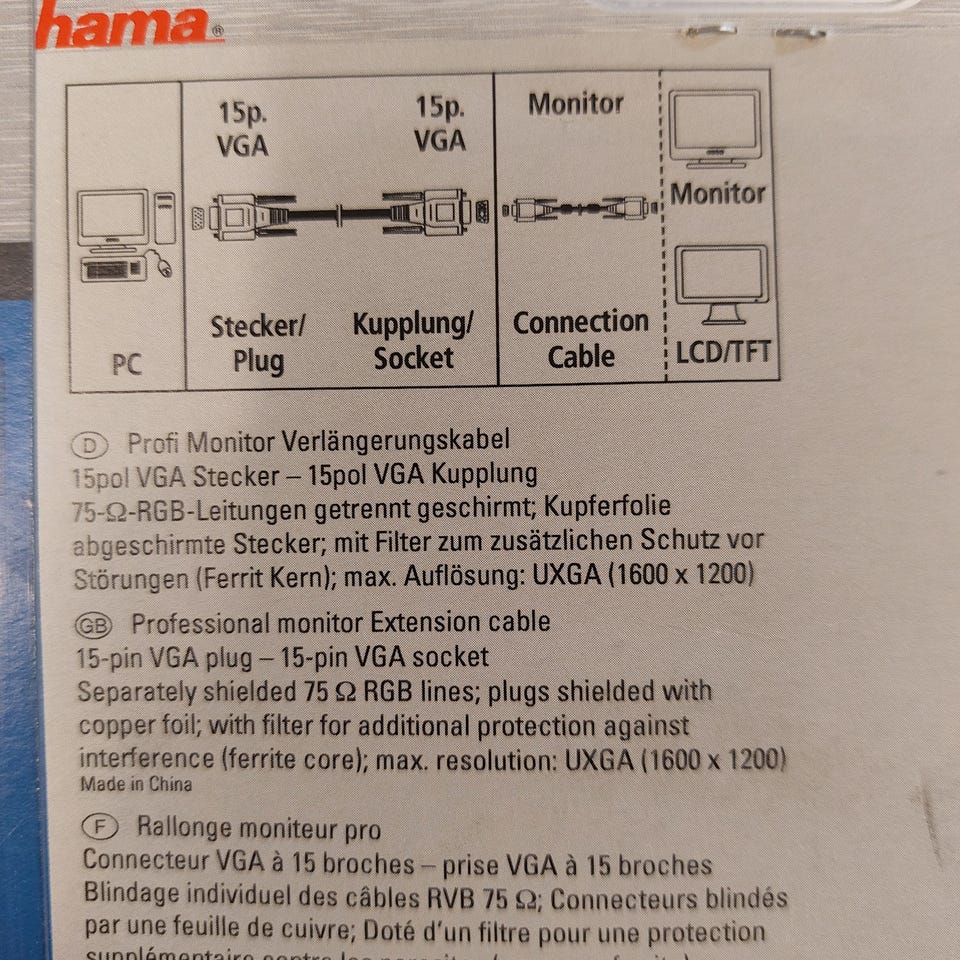 hama®
15p.
VGA
15p.
VGA
Monitor
Monitor
Stecker/
Plug
Kupplung/
Socket
Connection
Cable
PC
LCD/TFT
D Profi Monitor Verlängerungskabel
15pol VGA Stecker – 15pol VGA Kupplung
75-Ω-RGB-Leitungen getrennt geschirmt; Kupferfolie
abgeschirmte Stecker; mit Filter zum zusätzlichen Schutz vor
Störungen (Ferrit Kern); max. Auflösung: UXGA (1600 x 1200)
GB Professional monitor Extension cable
15-pin VGA plug – 15-pin VGA socket
Separately shielded 75 Ω RGB lines; plugs shielded with
copper foil; with filter for additional protection against
interference (ferrite core); max. resolution: UXGA (1600 x 1200)
Made in China
F Rallonge moniteur pro
Connecteur VGA à 15 broches – prise VGA à 15 broches
Blindage individuel des câbles RVB 75 Ω; Connecteurs blindés
par une feuille de cuivre; Doté d'un filtre pour une protection
supplémentaire contre les